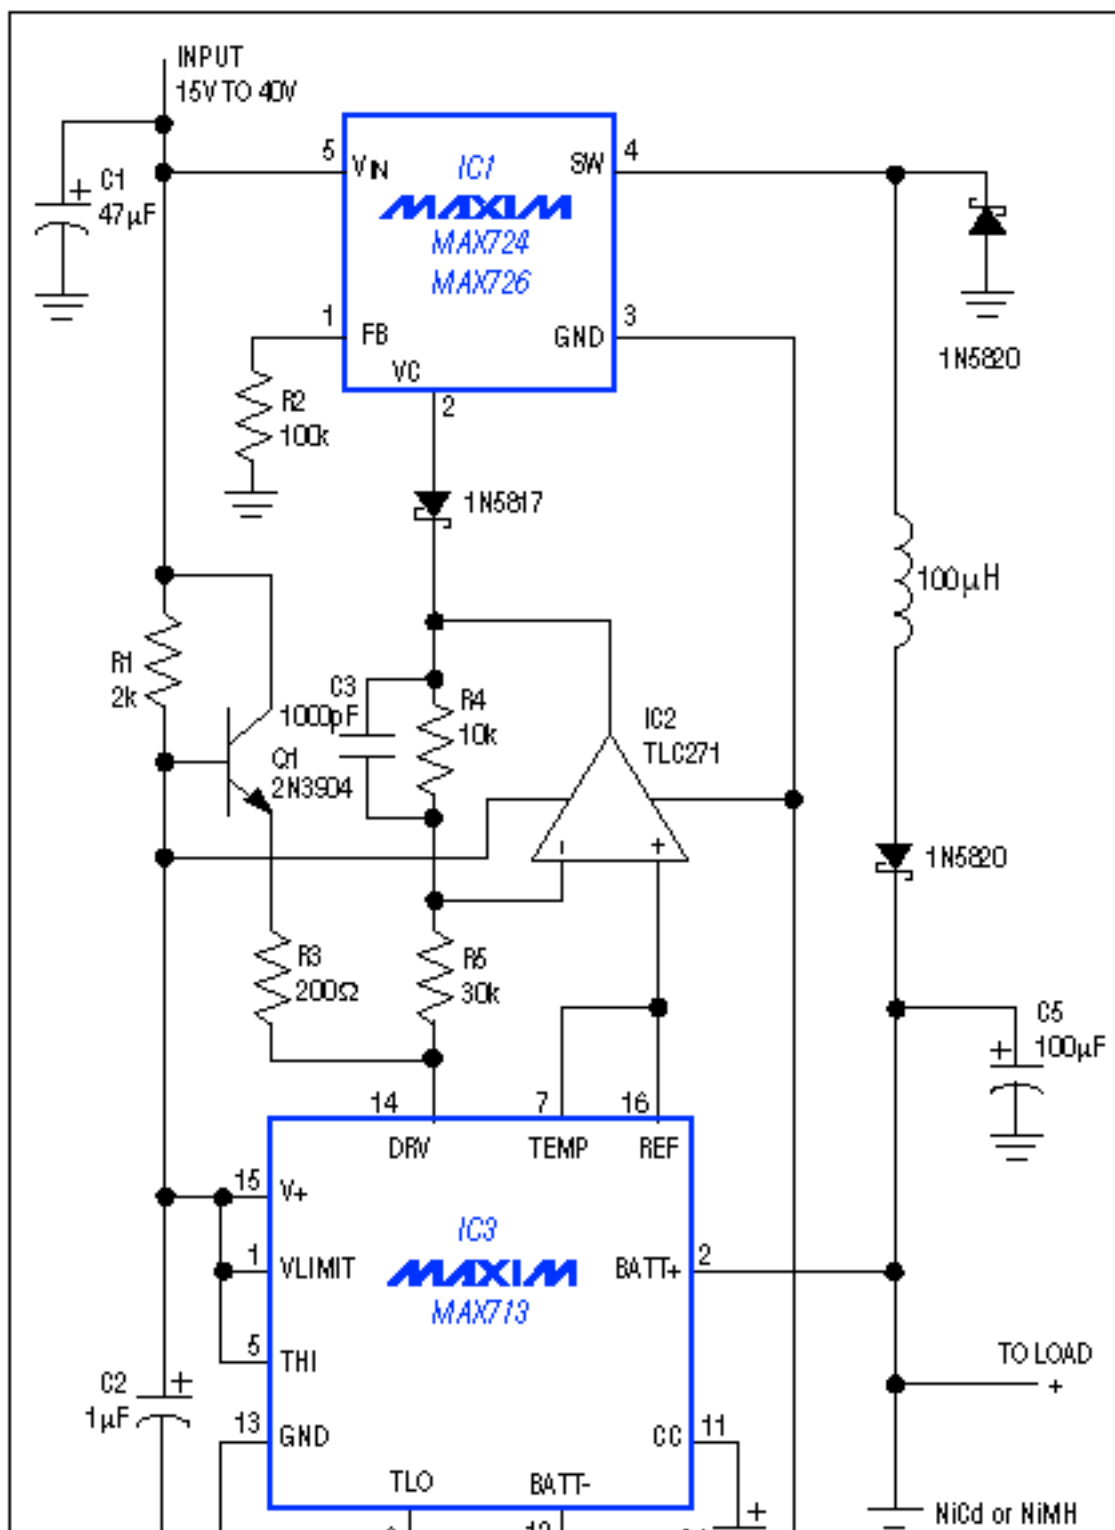 INPUT
15V TO 40V
C1
+
47µF
5
VIN
IC1
MAXIM
MAX724
MAX726
SW
4
1
FB
VC
2
GND
3
1N5820
R2
100k
1N5817
100µH
R1
2k
C3
1000pF
R4
10k
Q1
2N3904
IC2
TLC271
-
+
1N5820
R3
200Ω
R5
30k
C5
+
100µF
14
7
16
DRV
TEMP
REF
15
V+
IC3
MAXIM
MAX713
1
VLIMIT
BATT+
2
5
THI
TO LOAD
+
C2
+
1µF
13
GND
CC
11
TLO
BATT-
+
NiCd or NiMH